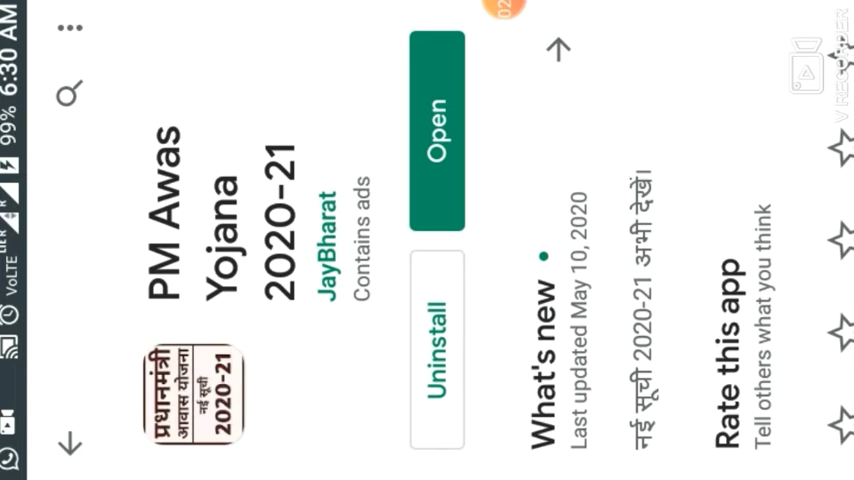 VoLTE
R
99% 6:30 AM
02
V RECORDER
प्रधानमंत्री
आवास योजना
नई सूची
2020-21
PM Awas
Yojana
2020-21
JayBharat
Contains ads
Uninstall
Open
What's new
Last updated May 10, 2020
नई सूची 2020-21 अभी देखें।
Rate this app
Tell others what you think